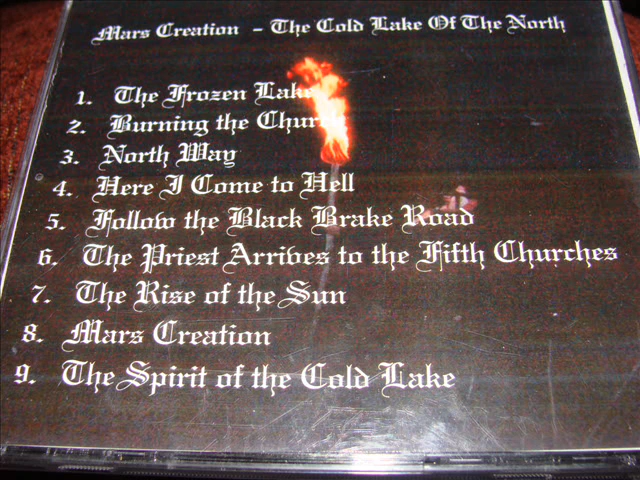 Mars Creation - The Cold Lake Of The North
1. The Frozen Lake
2. Burning the Church
3. North Way
4. Here I Come to Hell
5. Follow the Black Brake Road
6. The Priest Arrives to the Fifth Churches
7. The Rise of the Sun
8. Mars Creation
9. The Spirit of the Cold Lake